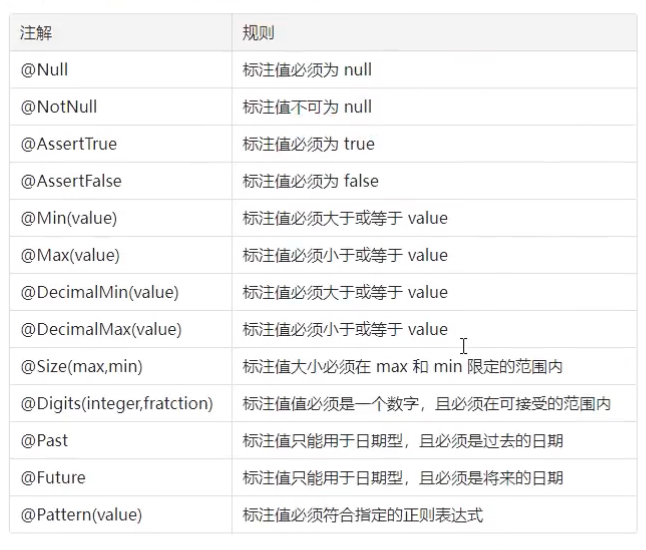 注解 规则
@Null 标注值必须为 null
@NotNull 标注值不可为 null
@AssertTrue 标注值必须为 true
@AssertFalse 标注值必须为 false
@Min(value) 标注值必须大于或等于 value
@Max(value) 标注值必须小于或等于 value
@DecimalMin(value) 标注值必须大于或等于 value
@DecimalMax(value) 标注值必须小于或等于 value
@Size(max,min) 标注值大小必须在 max 和 min 限定的范围内
@Digits(integer,fratction) 标注值值必须是一个数字，且必须在可接受的范围内
@Past 标注值只能用于日期型，且必须是过去的日期
@Future 标注值只能用于日期型，且必须是将来的日期
@Pattern(value) 标注值必须符合指定的正则表达式